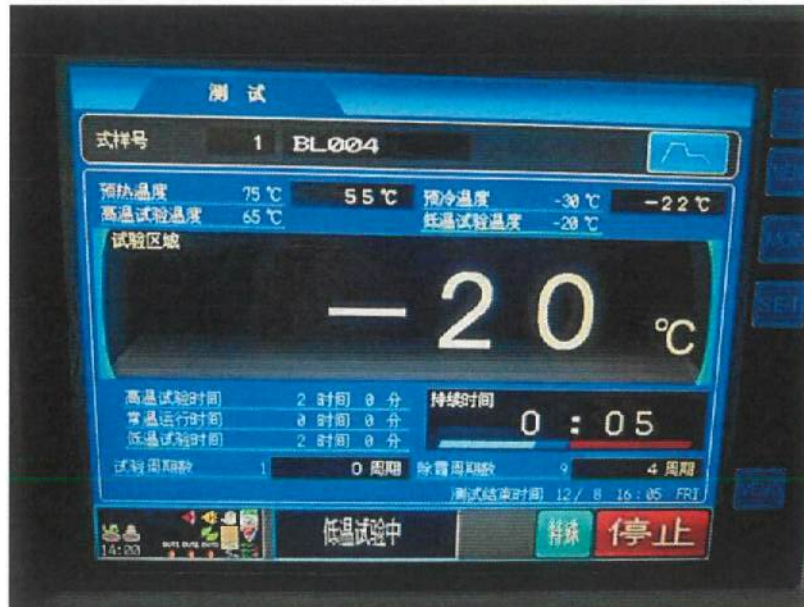 测 试
式样号 1 BL004
预热温度 75 ℃ 55℃ 预冷温度 -30 ℃ -22℃
高温试验温度 65 ℃ 低温试验温度 -20 ℃
试验区域
-20 ℃
高温试验时间 2 时间 0 分 持续时间
常温运行时间 0 时间 0 分 0:05
低温试验时间 2 时间 0 分
试验周期数 1 0 周期 除霜周期数 9 4 周期
测试结束时间 12/ 8 16:05 FRI
14:00 低温试验中 停止